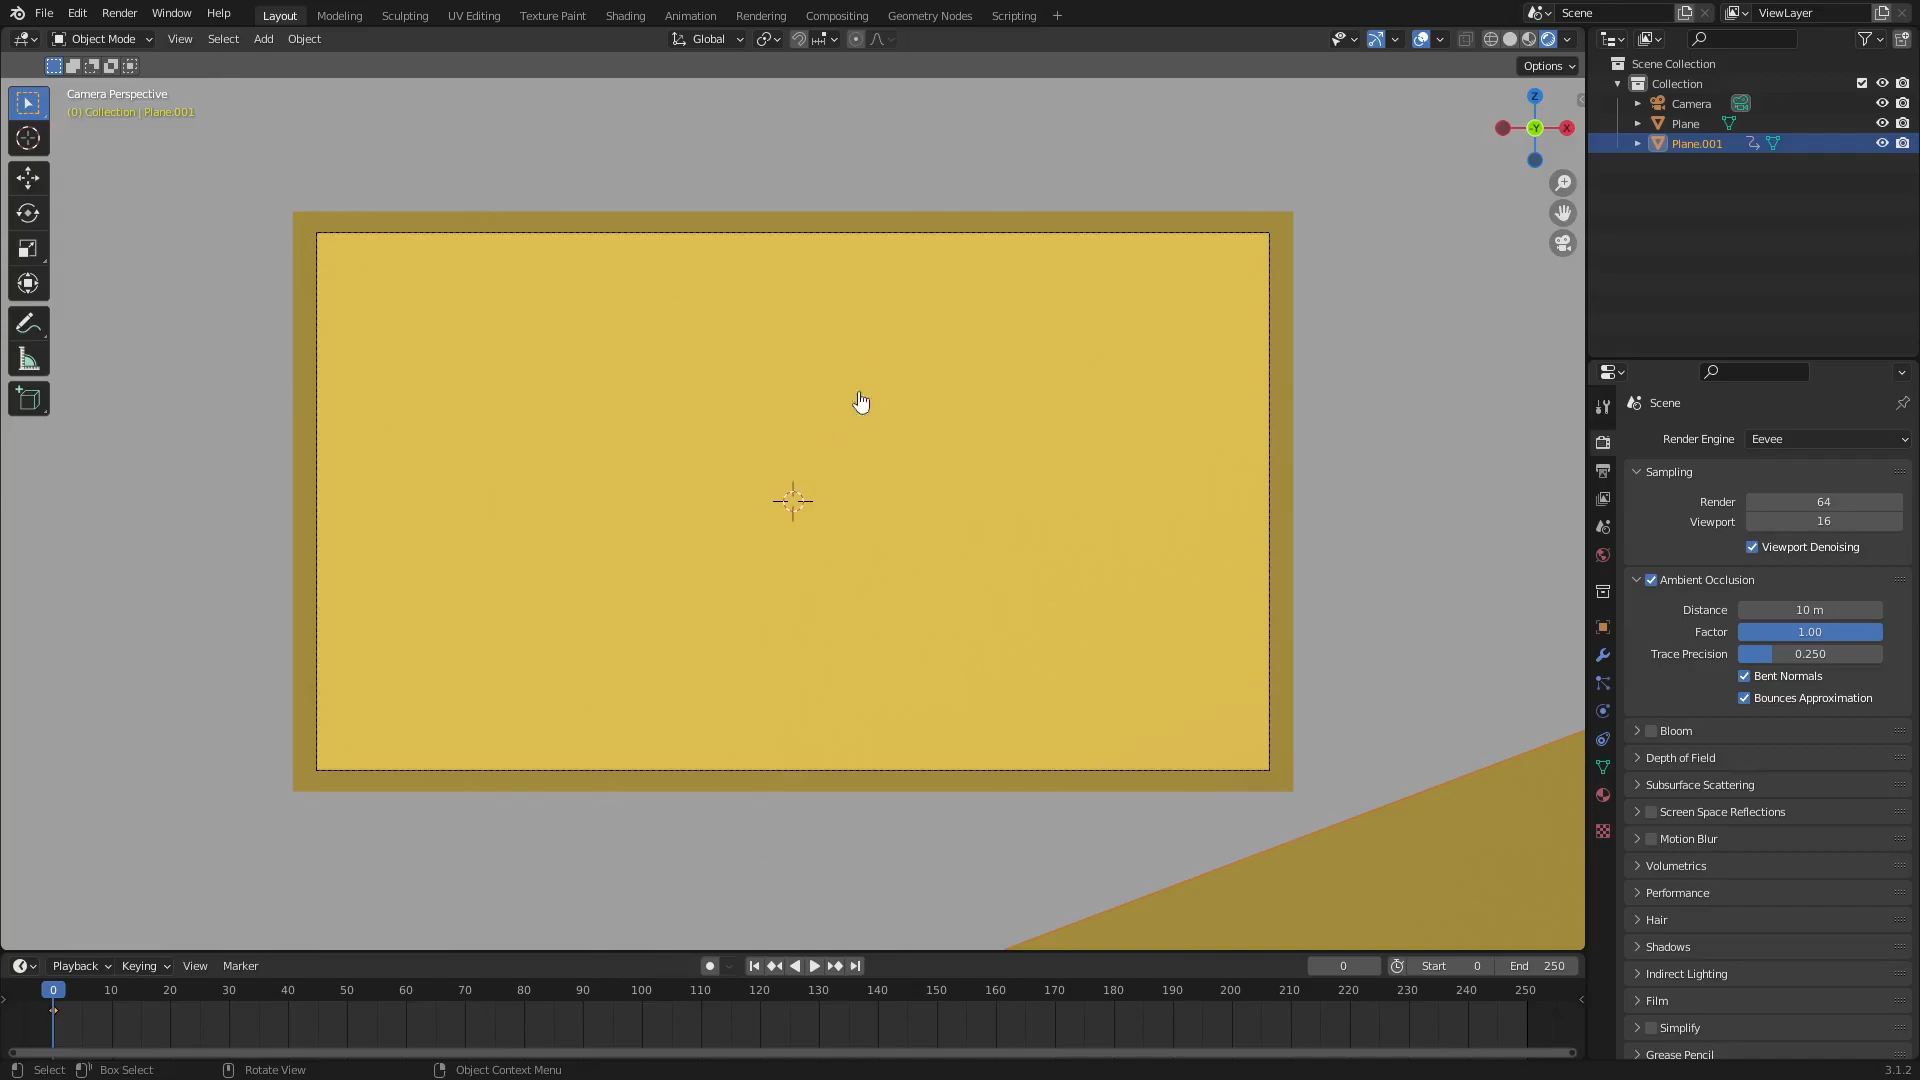 File Edit Render Window Help Layout Modeling Sculpting UV Editing Texture Paint Shading Animation Rendering Compositing Geometry Nodes Scripting + Scene ViewLayer
Object Mode View Select Add Object Global
Options
Camera Perspective
(0) Collection | Plane.001
Z
-Y
X
Scene Collection
Collection
Camera
Plane
Plane.001
Scene
Render Engine Eevee
Sampling
Render 64
Viewport 16
Viewport Denoising
Ambient Occlusion
Distance 10 m
Factor 1.00
Trace Precision 0.250
Bent Normals
Bounces Approximation
Bloom
Depth of Field
Subsurface Scattering
Screen Space Reflections
Motion Blur
Volumetrics
Performance
Hair
Shadows
Indirect Lighting
Film
Simplify
Grease Pencil
Playback Keying View Marker 0 Start 0 End 250
0 10 20 30 40 50 60 70 80 90 100 110 120 130 140 150 160 170 180 190 200 210 220 230 240 250
Select Box Select Rotate View Object Context Menu 3.1.2